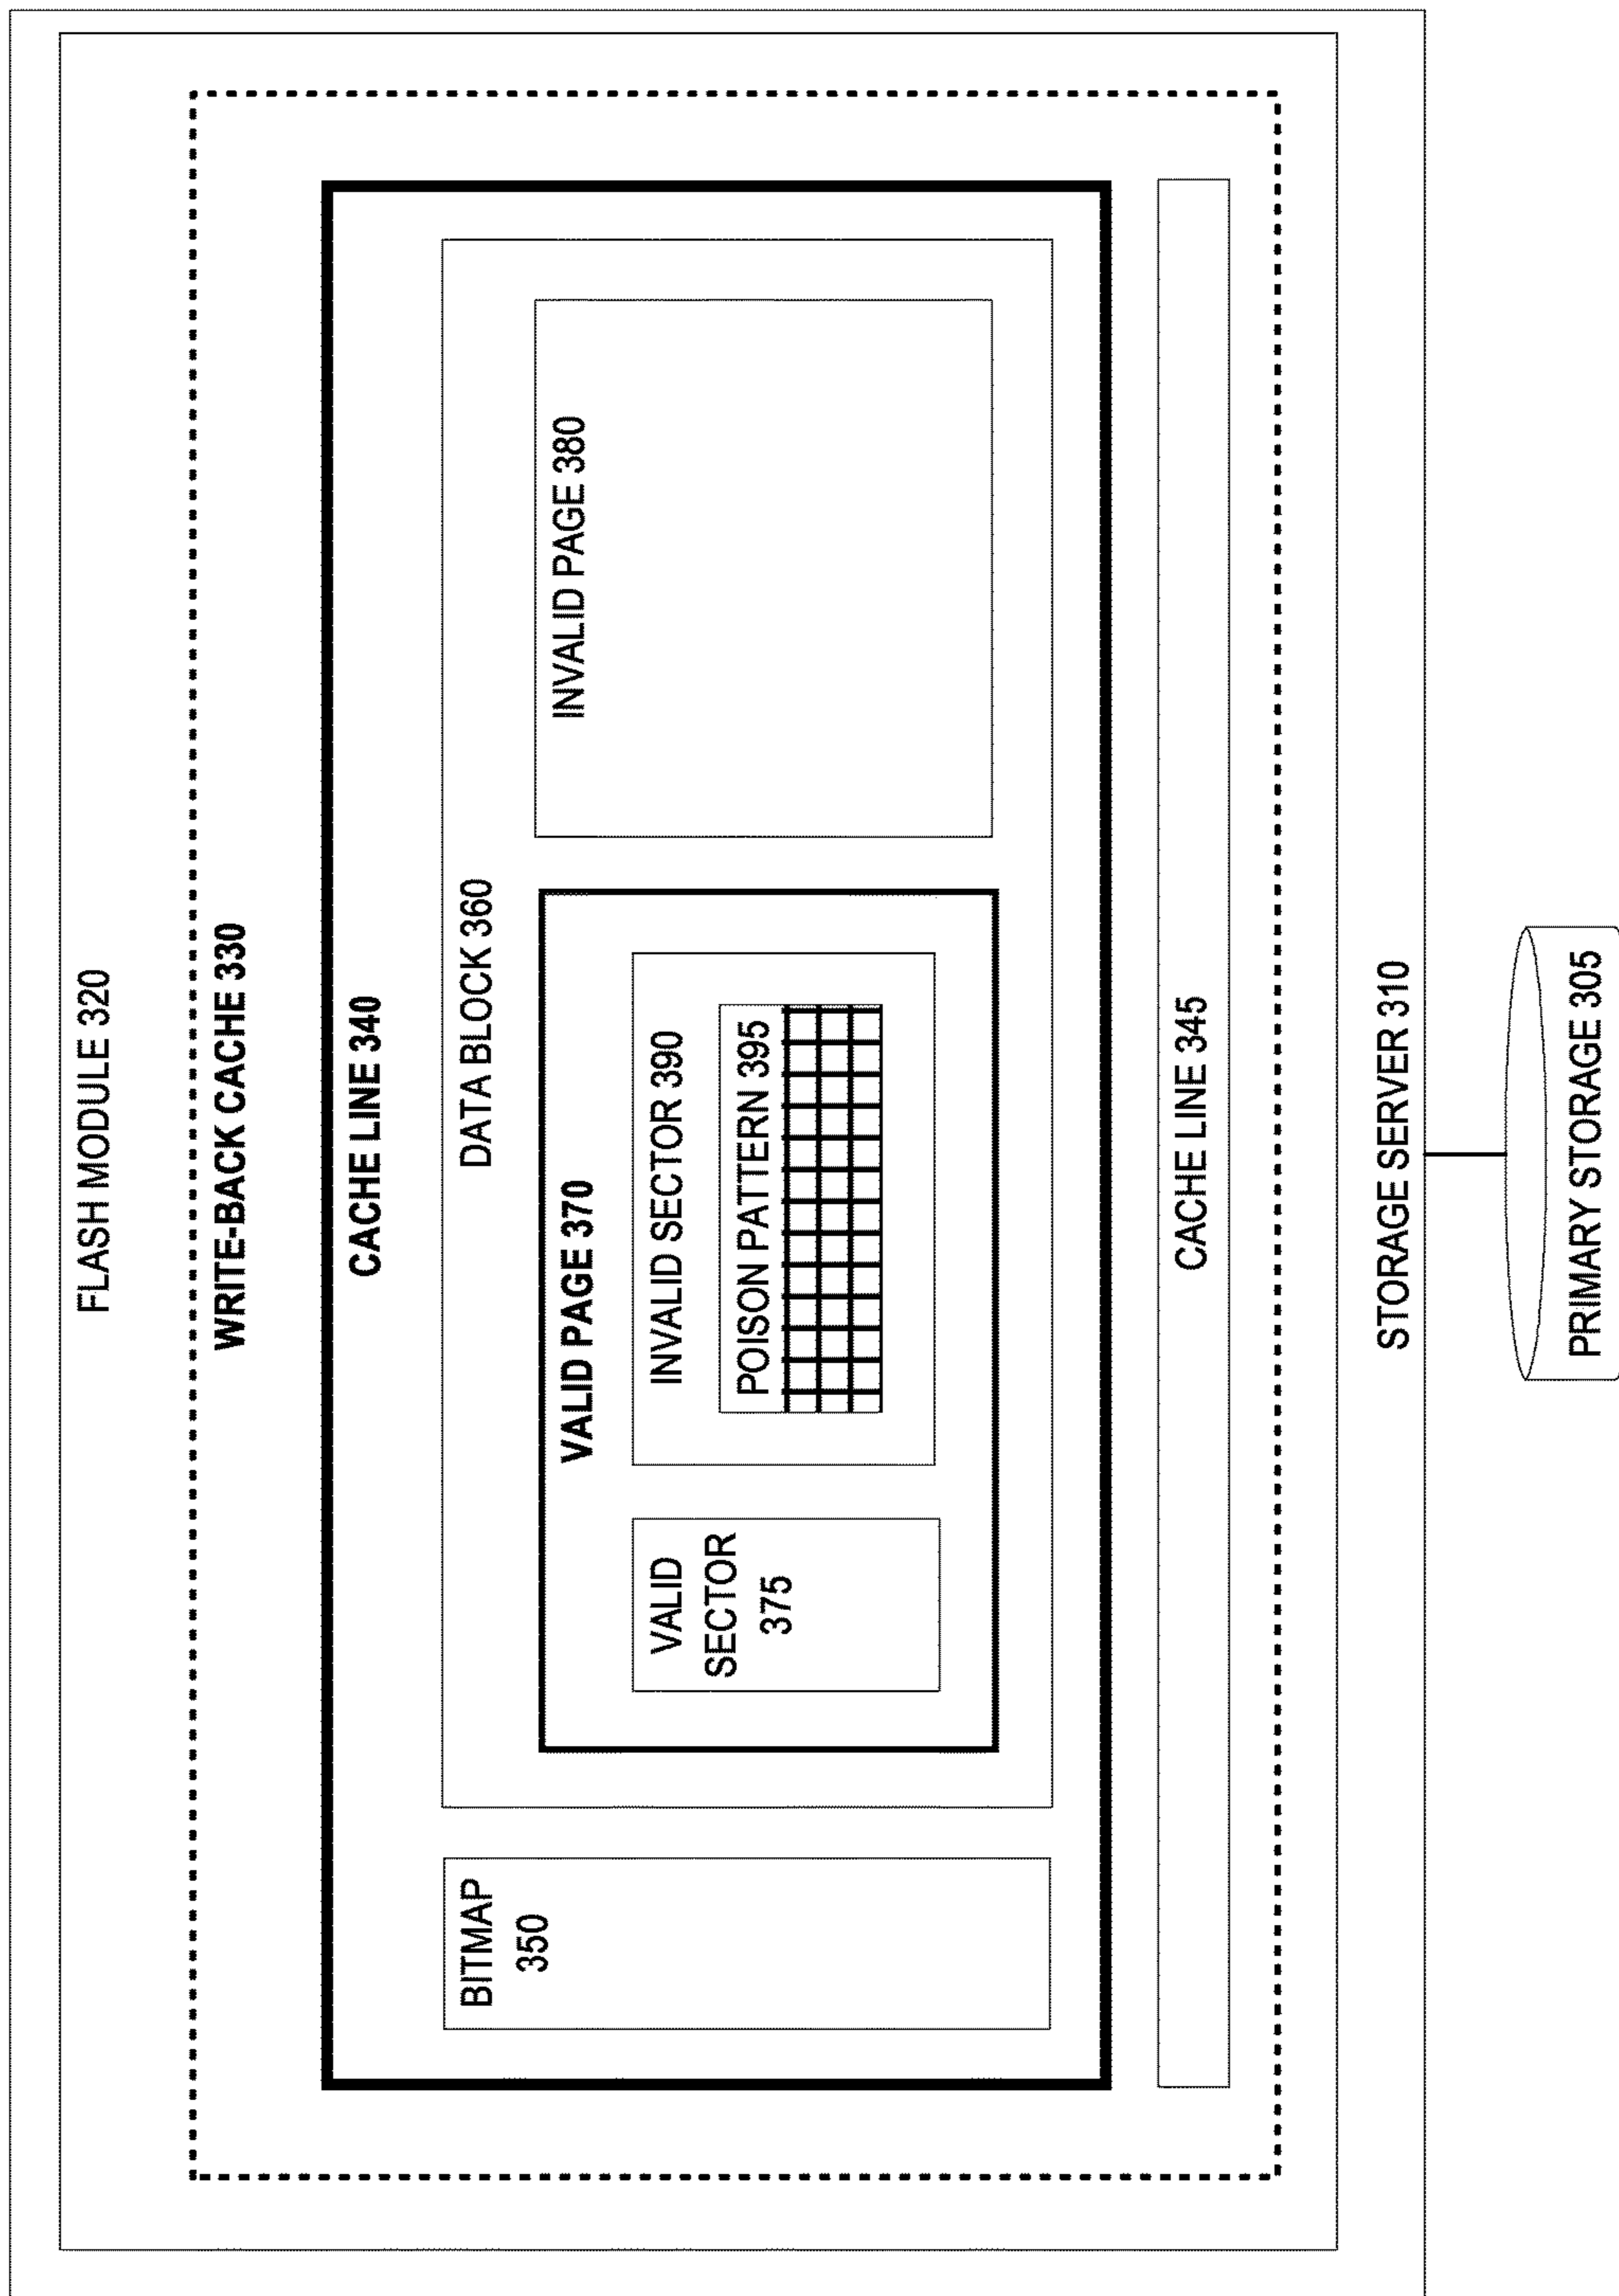 FLASH MODULE 320
WRITE-BACK CACHE 330
CACHE LINE 340
BITMAP
350
DATA BLOCK 360
VALID PAGE 370
VALID
SECTOR
375
INVALID SECTOR 390
POISON PATTERN 395
INVALID PAGE 380
CACHE LINE 345
STORAGE SERVER 310
PRIMARY STORAGE 305